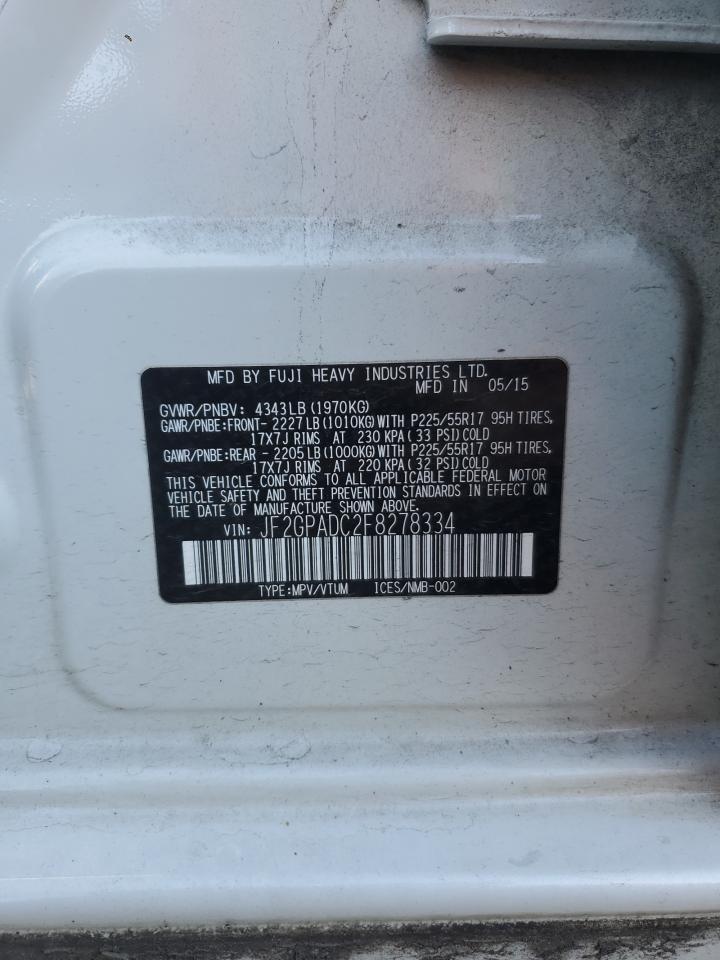 MFD BY FUJI HEAVY INDUSTRIES LTD.
MFD IN 05/15
GVWR/PNBV: 4343LB(1970KG)
GAWR/PNBE:FRONT- 2227LB(1010KG)WITH P225/55R17 95H TIRES,
17X7J RIMS AT 230 KPA(33 PSI)COLD
GAWR/PNBE:REAR - 2205LB(1000KG)WITH P225/55R17 95H TIRES,
17X7J RIMS AT 220 KPA(32 PSI)COLD
THIS VEHICLE CONFORMS TO ALL APPLICABLE FEDERAL MOTOR
VEHICLE SAFETY AND THEFT PREVENTION STANDARDS IN EFFECT ON
THE DATE OF MANUFACTURE SHOWN ABOVE.
VIN: JF2GPADC2F8278334
TYPE:MPV/VTUM ICES/NMB-002